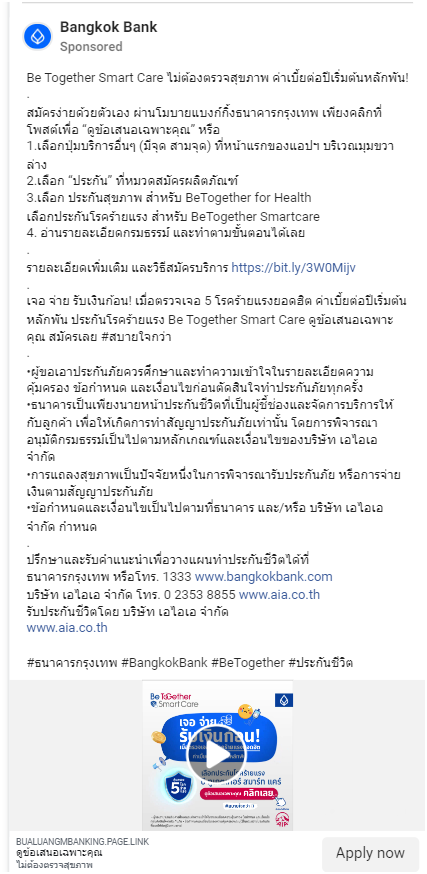 Bangkok Bank
Sponsored
Be Together Smart Care ไม่ต้องตรวจสุขภาพ ค่าเบี้ยต่อปีเริ่มต้นหลักพัน!
.
สมัครง่ายด้วยตัวเอง ผ่านโมบายแบงก์กิ้งธนาคารกรุงเทพ เพียงคลิกที่
โพสต์เพื่อ “ดูข้อเสนอเฉพาะคุณ” หรือ
1.เลือกปุ่มบริการอื่นๆ (มีจุด สามจุด) ที่หน้าแรกของแอปฯ บริเวณมุมขวา
ล่าง
2.เลือก “ประกัน” ที่หมวดสมัครผลิตภัณฑ์
3.เลือก ประกันสุขภาพ สำหรับ BeTogether for Health
เลือกประกันโรคร้ายแรง สำหรับ BeTogether Smartcare
4. อ่านรายละเอียดกรมธรรม์ และทำตามขั้นตอนได้เลย
.
รายละเอียดเพิ่มเติม และวิธีสมัครบริการ https://bit.ly/3W0Mijv
.
เจอ จ่าย รับเงินก้อน! เมื่อตรวจเจอ 5 โรคร้ายแรงยอดฮิต ค่าเบี้ยต่อปีเริ่มต้น
หลักพัน ประกันโรคร้ายแรง Be Together Smart Care ดูข้อเสนอเฉพาะ
คุณ สมัครเลย #สบายใจกว่า
.
•ผู้ขอเอาประกันภัยควรศึกษาและทำความเข้าใจในรายละเอียดความ
คุ้มครอง ข้อกำหนด และเงื่อนไขก่อนตัดสินใจทำประกันภัยทุกครั้ง
•ธนาคารเป็นเพียงนายหน้าประกันชีวิตที่เป็นผู้ชี้ช่องและจัดการบริการให้
กับลูกค้า เพื่อให้เกิดการทำสัญญาประกันภัยเท่านั้น โดยการพิจารณา
อนุมัติกรมธรรม์เป็นไปตามหลักเกณฑ์และเงื่อนไขของบริษัท เอไอเอ
จำกัด
•การแถลงสุขภาพเป็นปัจจัยหนึ่งในการพิจารณารับประกันภัย หรือการจ่าย
เงินตามสัญญาประกันภัย
•ข้อกำหนดและเงื่อนไขเป็นไปตามที่ธนาคาร และ/หรือ บริษัท เอไอเอ
จำกัด กำหนด
.
ปรึกษาและรับคำแนะนำเพื่อวางแผนทำประกันชีวิตได้ที่
ธนาคารกรุงเทพ หรือโทร. 1333 www.bangkokbank.com
บริษัท เอไอเอ จำกัด โทร. 0 2353 8855 www.aia.co.th
รับประกันชีวิตโดย บริษัท เอไอเอ จำกัด
www.aia.co.th
#ธนาคารกรุงเทพ #BangkokBank #BeTogether #ประกันชีวิต
Be ToGether
Smart Care
เจอ จ่าย
รับเงินก้อน!
5
คลิกเลย
AIA
BUALUANGMBANKING.PAGE.LINK
ดูข้อเสนอเฉพาะคุณ
ไม่ต้องตรวจสุขภาพ
Apply now